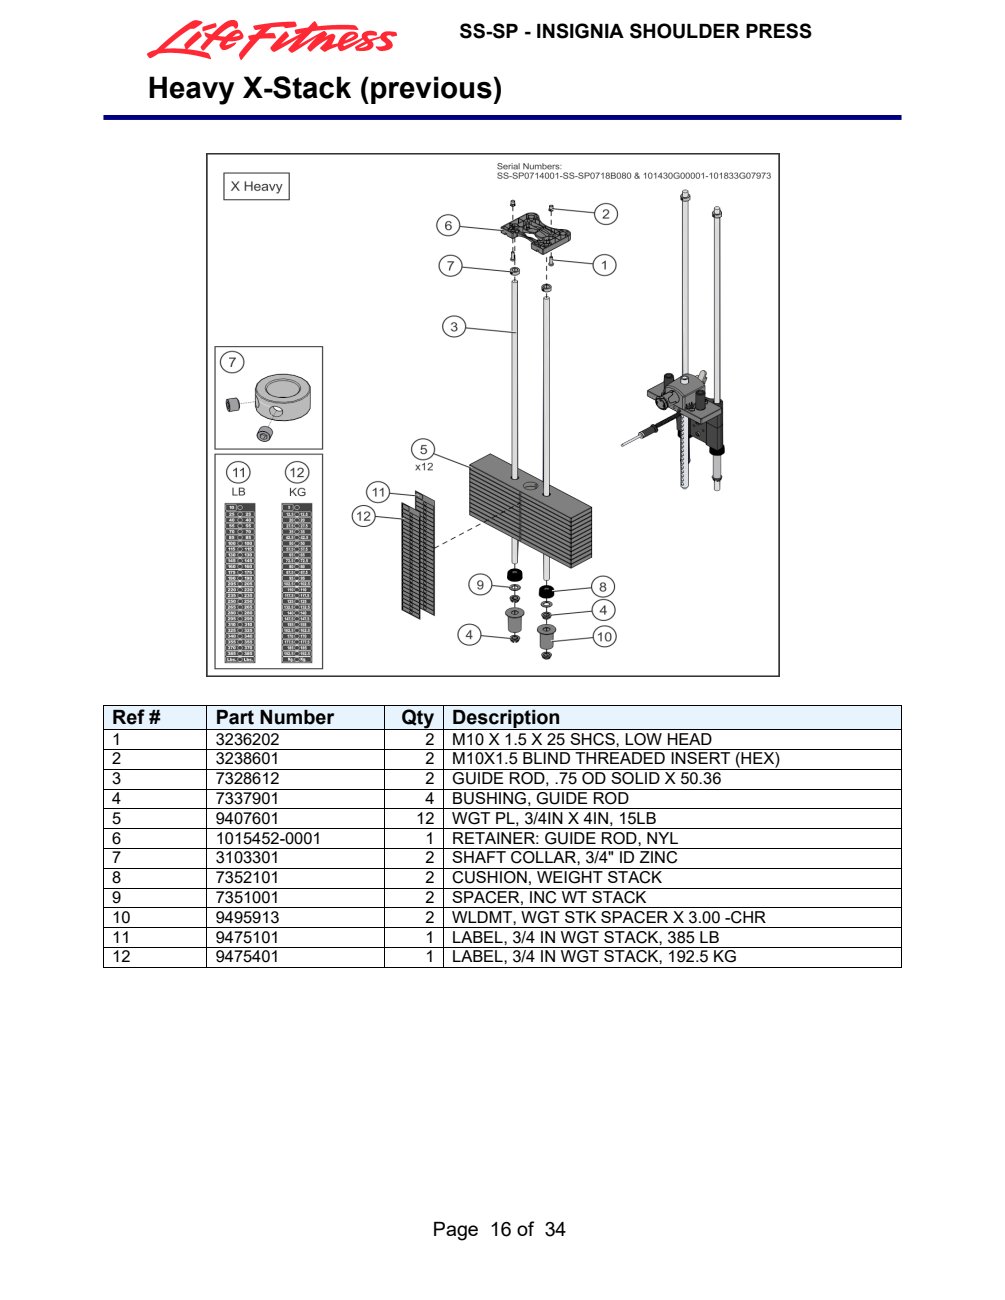 LifeFitness
SS-SP - INSIGNIA SHOULDER PRESS
Heavy X-Stack (previous)
Serial Numbers:
SS-SP0714001-SS-SP0718B080 & 101430G00001-101833G07973
X Heavy
2
6
7
1
3
7
5
x12
11
12
LB
KG
11
12
9
8
4
4
10
Ref # Part Number Qty Description
1 3236202 2 M10 X 1.5 X 25 SHCS, LOW HEAD
2 3238601 2 M10X1.5 BLIND THREADED INSERT (HEX)
3 7328612 2 GUIDE ROD, .75 OD SOLID X 50.36
4 7337901 4 BUSHING, GUIDE ROD
5 9407601 12 WGT PL, 3/4IN X 4IN, 15LB
6 1015452-0001 1 RETAINER: GUIDE ROD, NYL
7 3103301 2 SHAFT COLLAR, 3/4" ID ZINC
8 7352101 2 CUSHION, WEIGHT STACK
9 7351001 2 SPACER, INC WT STACK
10 9495913 2 WLDMT, WGT STK SPACER X 3.00 -CHR
11 9475101 1 LABEL, 3/4 IN WGT STACK, 385 LB
12 9475401 1 LABEL, 3/4 IN WGT STACK, 192.5 KG
Page 16 of 34